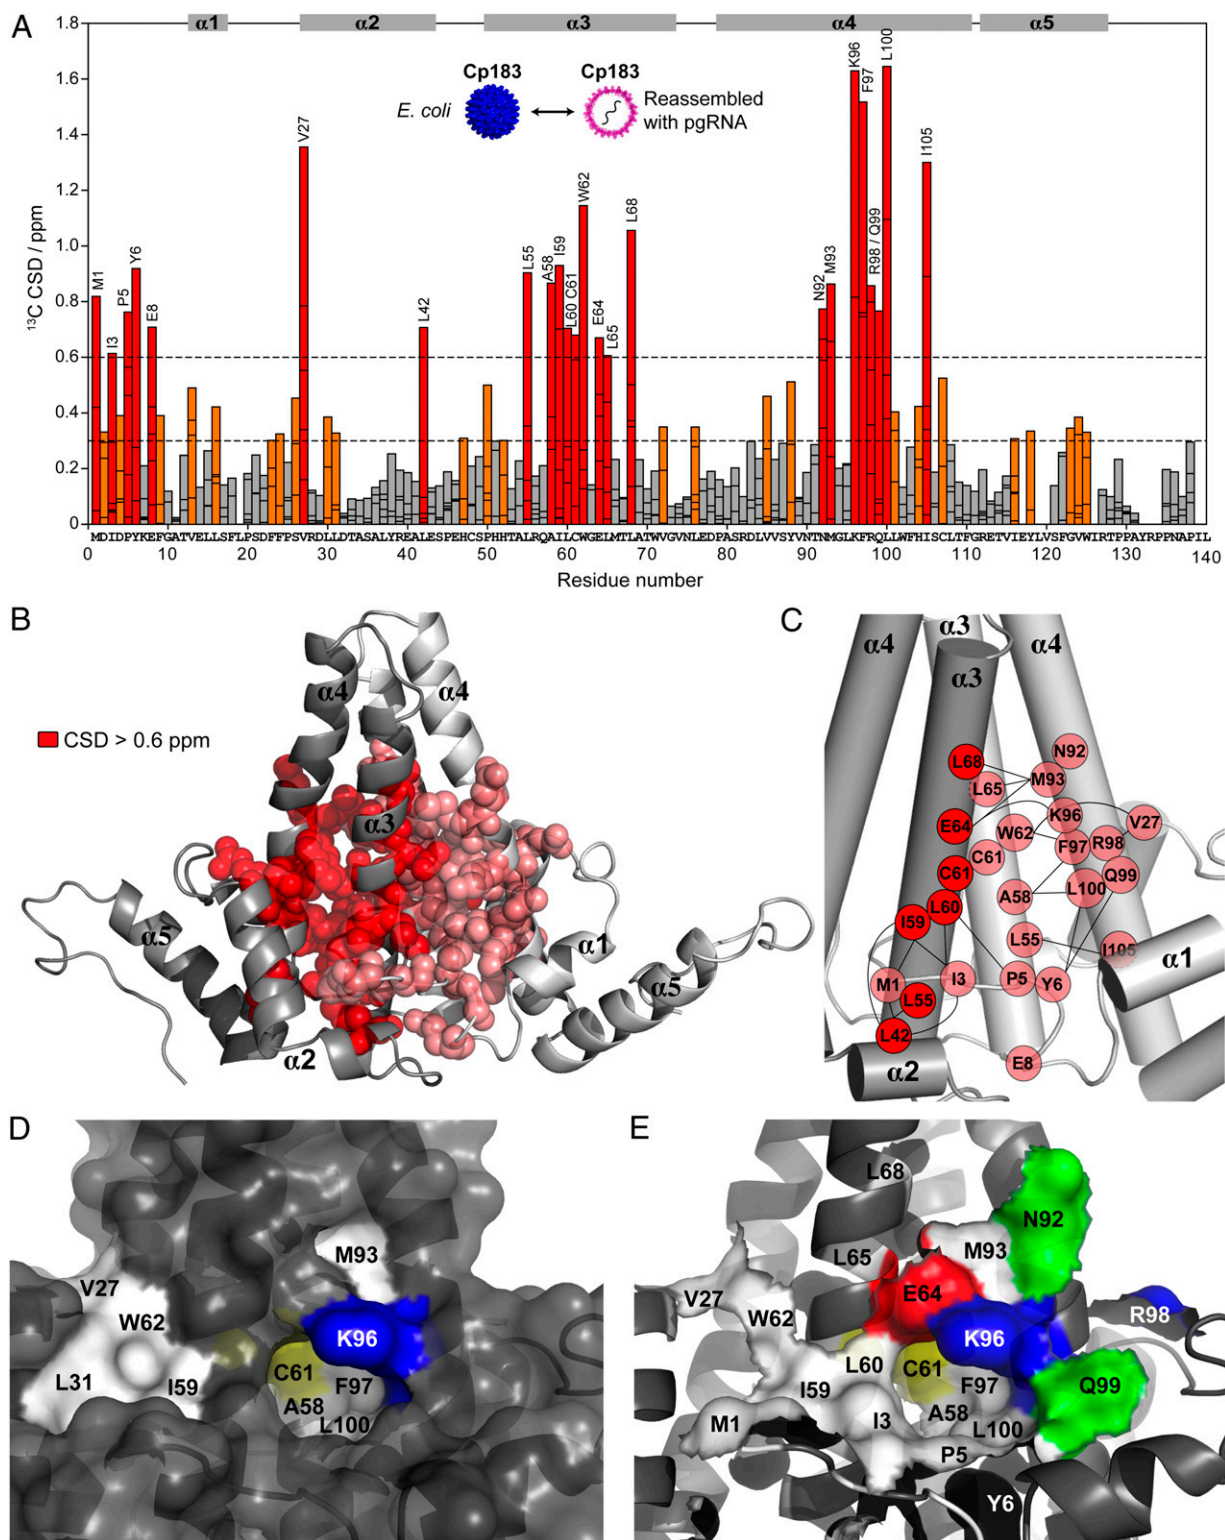 A
α1
α2
α3
α4
α5
1.8
1.6
1.4
1.2
1.0
0.8
0.6
0.4
0.2
0
¹³C CSD / ppm
Cp183
Cp183
E. coli
Reassembled
with pgRNA
M1
I3
P5
Y6
E8
V27
L42
L55
A58
I59
L60
C61
W62
E64
L65
L68
N92
M93
K96
F97
R98 / Q99
L100
I105
MDIDPYKEFGATVELLSFLPSDFFPSVRDLLDTASALYREALESPEHCSPHHTALRQAILCWGELMTLATWVGVNLEDPASRDLVVSYVNTNMGLKFRQLLWFHISCLTFGRETVIEYLVSFGVWIRTPPAYRPPNAPIL
0 10 20 30 40 50 60 70 80 90 100 110 120 130 140
Residue number
B
CSD > 0.6 ppm
α4
α4
α3
α5
α1
α5
α2
C
α3
α4
α4
α3
L68
N92
L65
M93
E64
K96
V27
W62
F97
R98
C61
C61
Q99
L60
A58
L100
I59
L55
I105
α1
M1
I3
P5
Y6
L55
L42
E8
α2
D
M93
V27
W62
K96
C61
L31
I59
F97
A58
L100
E
L68
N92
M93
L65
E64
V27
R98
W62
K96
L60
C61
F97
Q99
I59
M1
I3
A58
L100
P5
Y6